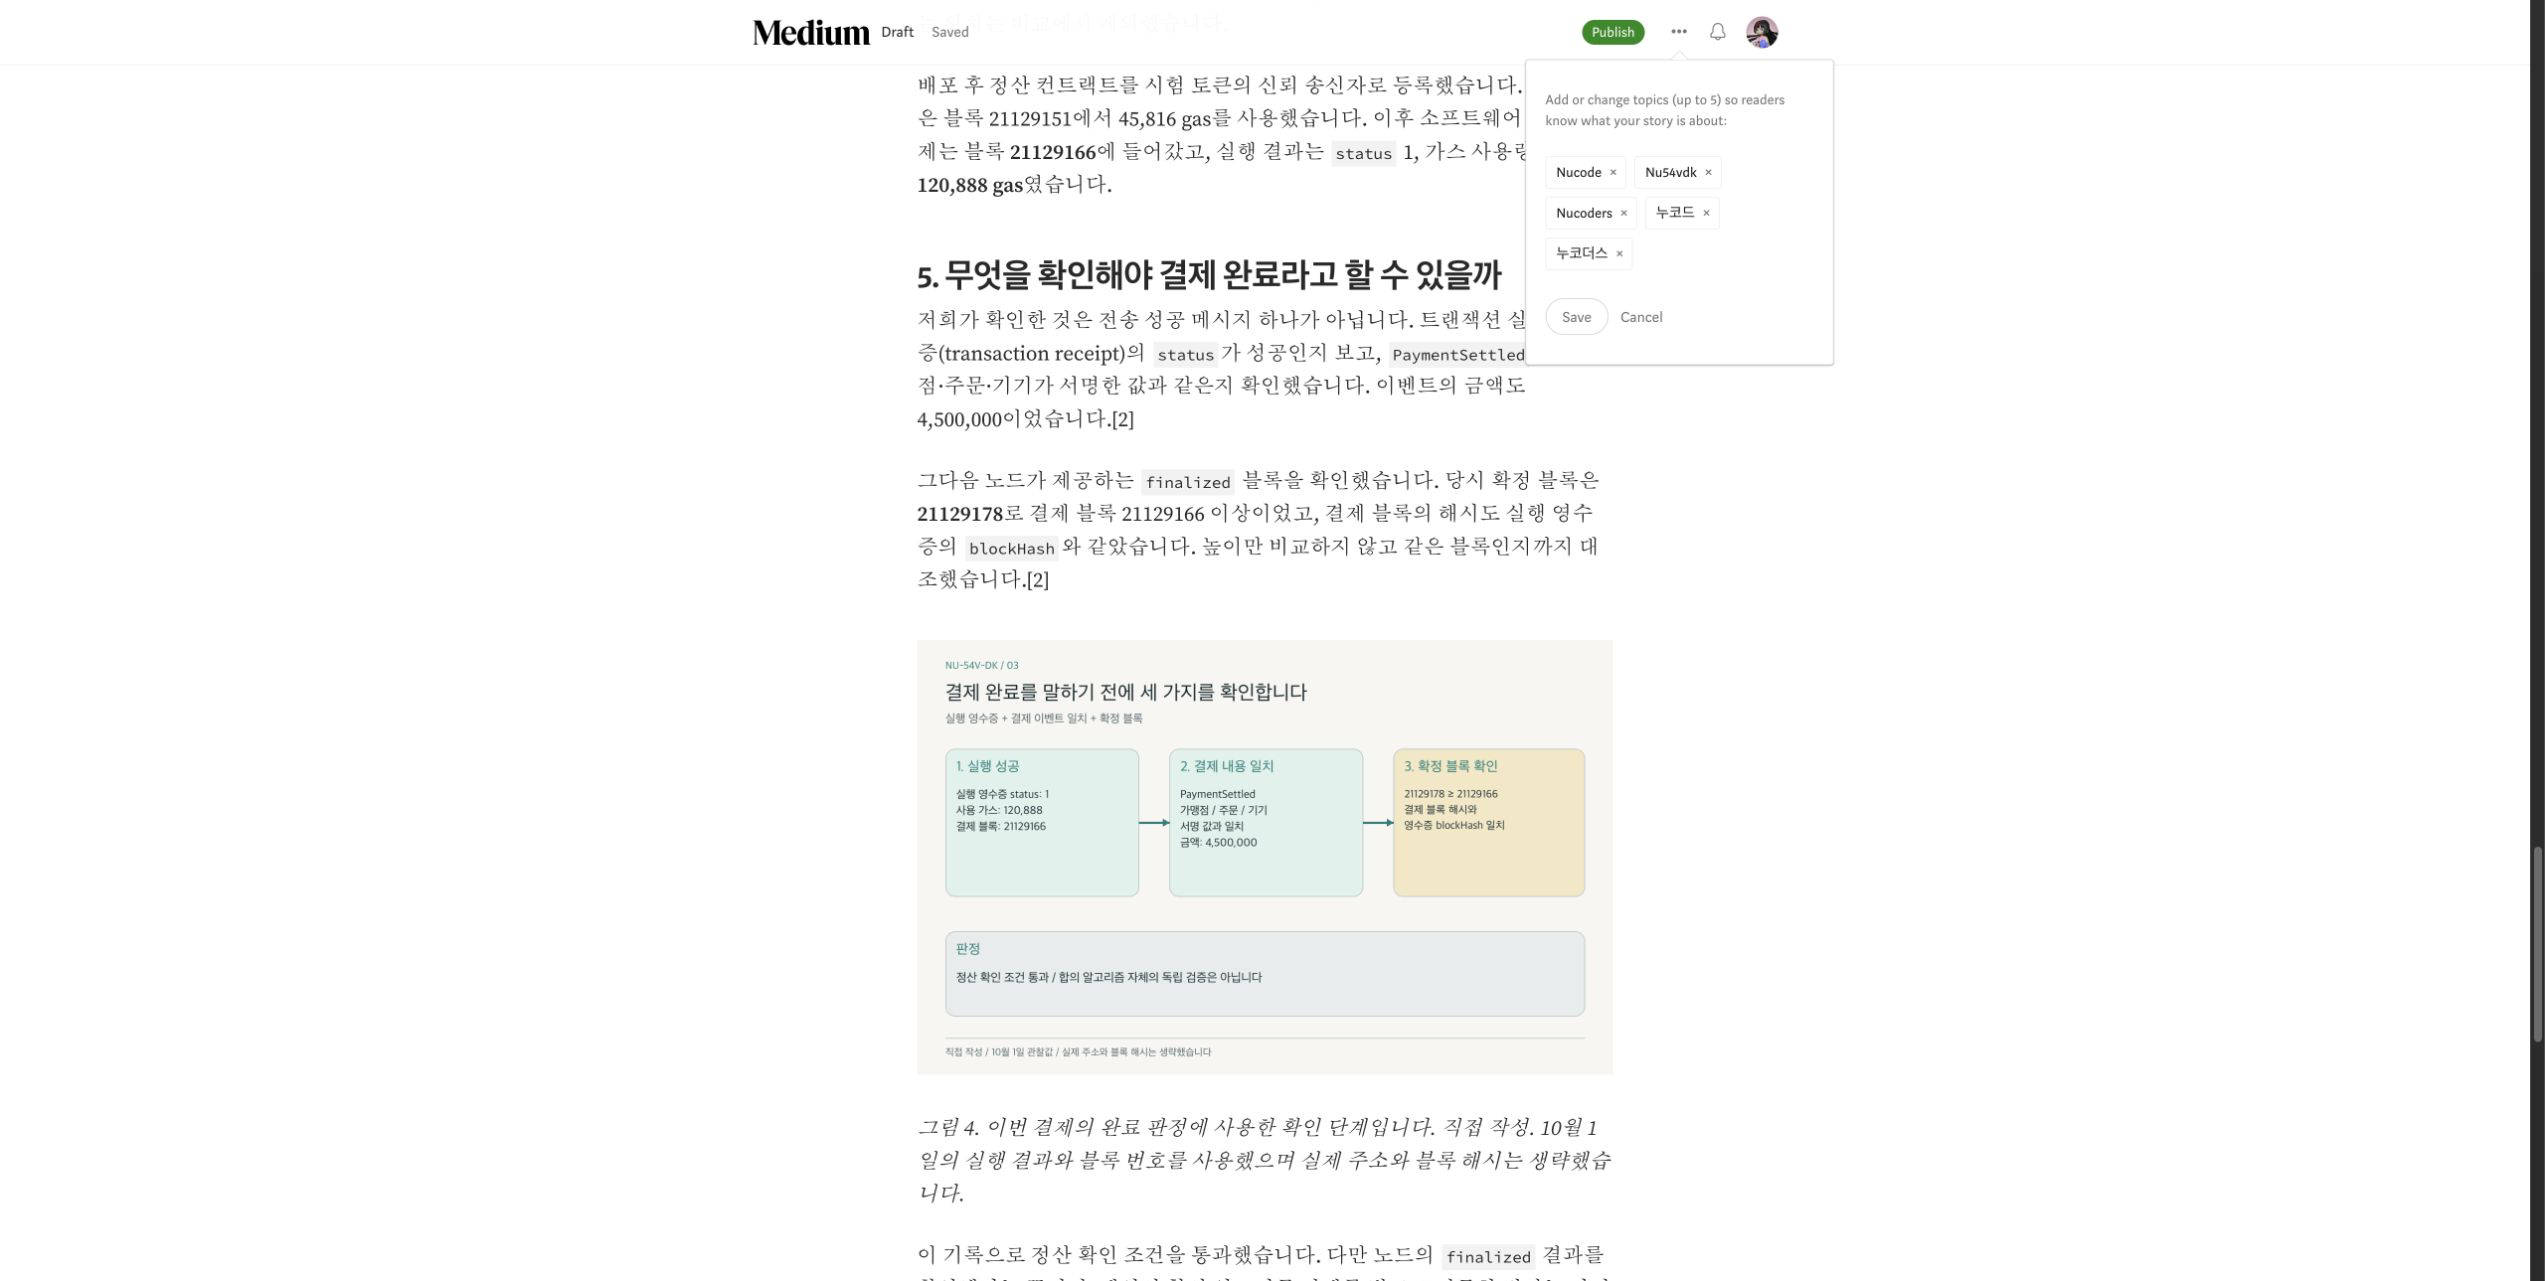 Medium Draft Saved
Publish
배포 후 정산 컨트랙트를 시험 토큰의 신뢰 송신자로 등록했습니다.
은 블록 21129151에서 45,816 gas를 사용했습니다. 이후 소프트웨어
제는 블록 21129166에 들어갔고, 실행 결과는 status 1, 가스 사용량
120,888 gas였습니다.
Add or change topics (up to 5) so readers
know what your story is about:
Nucode × Nu54vdk ×
Nucoders × 누코드 ×
누코더스 ×
Save Cancel
5. 무엇을 확인해야 결제 완료라고 할 수 있을까
저희가 확인한 것은 전송 성공 메시지 하나가 아닙니다. 트랜잭션 실
증(transaction receipt)의 status 가 성공인지 보고, PaymentSettled
점·주문·기기가 서명한 값과 같은지 확인했습니다. 이벤트의 금액도
4,500,000이었습니다.[2]
그다음 노드가 제공하는 finalized 블록을 확인했습니다. 당시 확정 블록은
21129178로 결제 블록 21129166 이상이었고, 결제 블록의 해시도 실행 영수
증의 blockHash 와 같았습니다. 높이만 비교하지 않고 같은 블록인지까지 대
조했습니다.[2]
NU-54V-DK / 03
결제 완료를 말하기 전에 세 가지를 확인합니다
실행 영수증 + 결제 이벤트 일치 + 확정 블록
1. 실행 성공
실행 영수증 status: 1
사용 가스: 120,888
결제 블록: 21129166
2. 결제 내용 일치
PaymentSettled
가맹점 / 주문 / 기기
서명 값과 일치
금액: 4,500,000
3. 확정 블록 확인
21129178 ≥ 21129166
결제 블록 해시와
영수증 blockHash 일치
판정
정산 확인 조건 통과 / 합의 알고리즘 자체의 독립 검증은 아닙니다
직접 작성 / 10월 1일 관찰값 / 실제 주소와 블록 해시는 생략했습니다
그림 4. 이번 결제의 완료 판정에 사용한 확인 단계입니다. 직접 작성. 10월 1
일의 실행 결과와 블록 번호를 사용했으며 실제 주소와 블록 해시는 생략했습
니다.
이 기록으로 정산 확인 조건을 통과했습니다. 다만 노드의 finalized 결과를